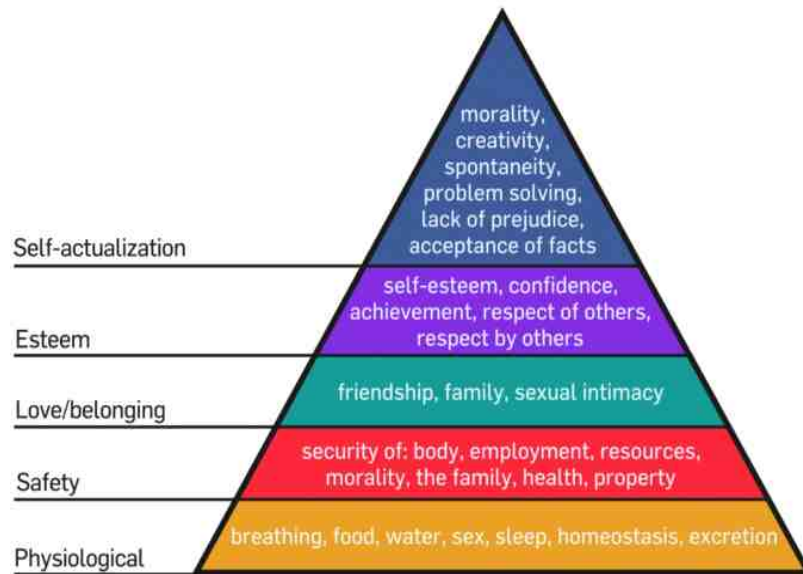 morality,
creativity,
spontaneity,
problem solving,
lack of prejudice,
acceptance of facts
Self-actualization
self-esteem, confidence,
achievement, respect of others,
respect by others
Esteem
friendship, family, sexual intimacy
Love/belonging
security of: body, employment, resources,
morality, the family, health, property
Safety
breathing, food, water, sex, sleep, homeostasis, excretion
Physiological